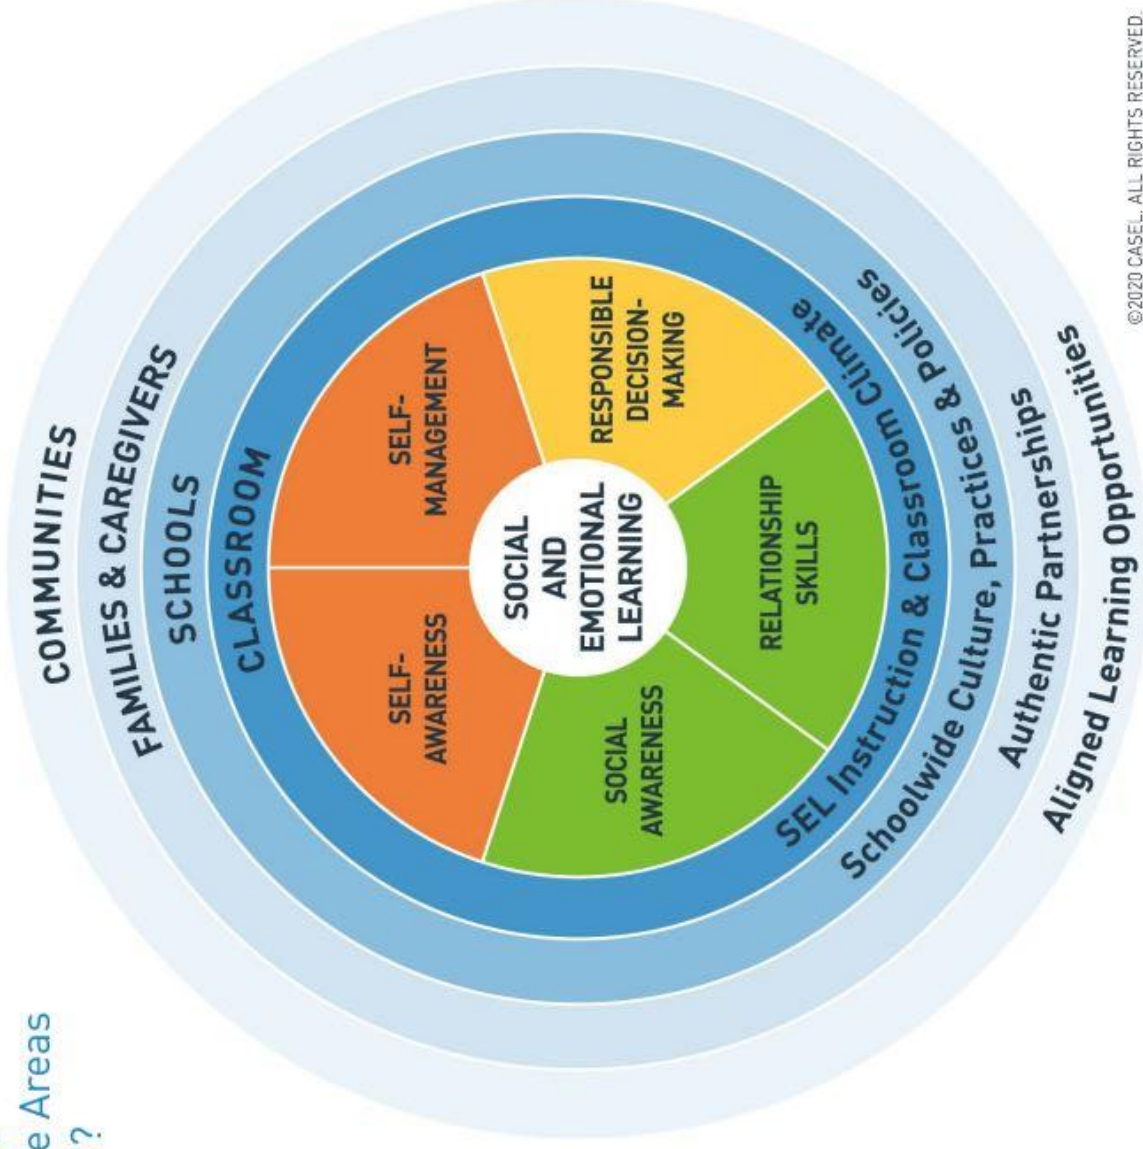 e Areas
?
COMMUNITIES
FAMILIES & CAREGIVERS
SCHOOLS
CLASSROOM
SELF-
AWARENESS
SELF-
MANAGEMENT
SOCIAL
AWARENESS
RESPONSIBLE
DECISION-
MAKING
RELATIONSHIP
SKILLS
SOCIAL
AND
EMOTIONAL
LEARNING
SEL Instruction & Classroom Climate
Schoolwide Culture, Practices & Policies
Authentic Partnerships
Aligned Learning Opportunities
©2020 CASEL. ALL RIGHTS RESERVED.